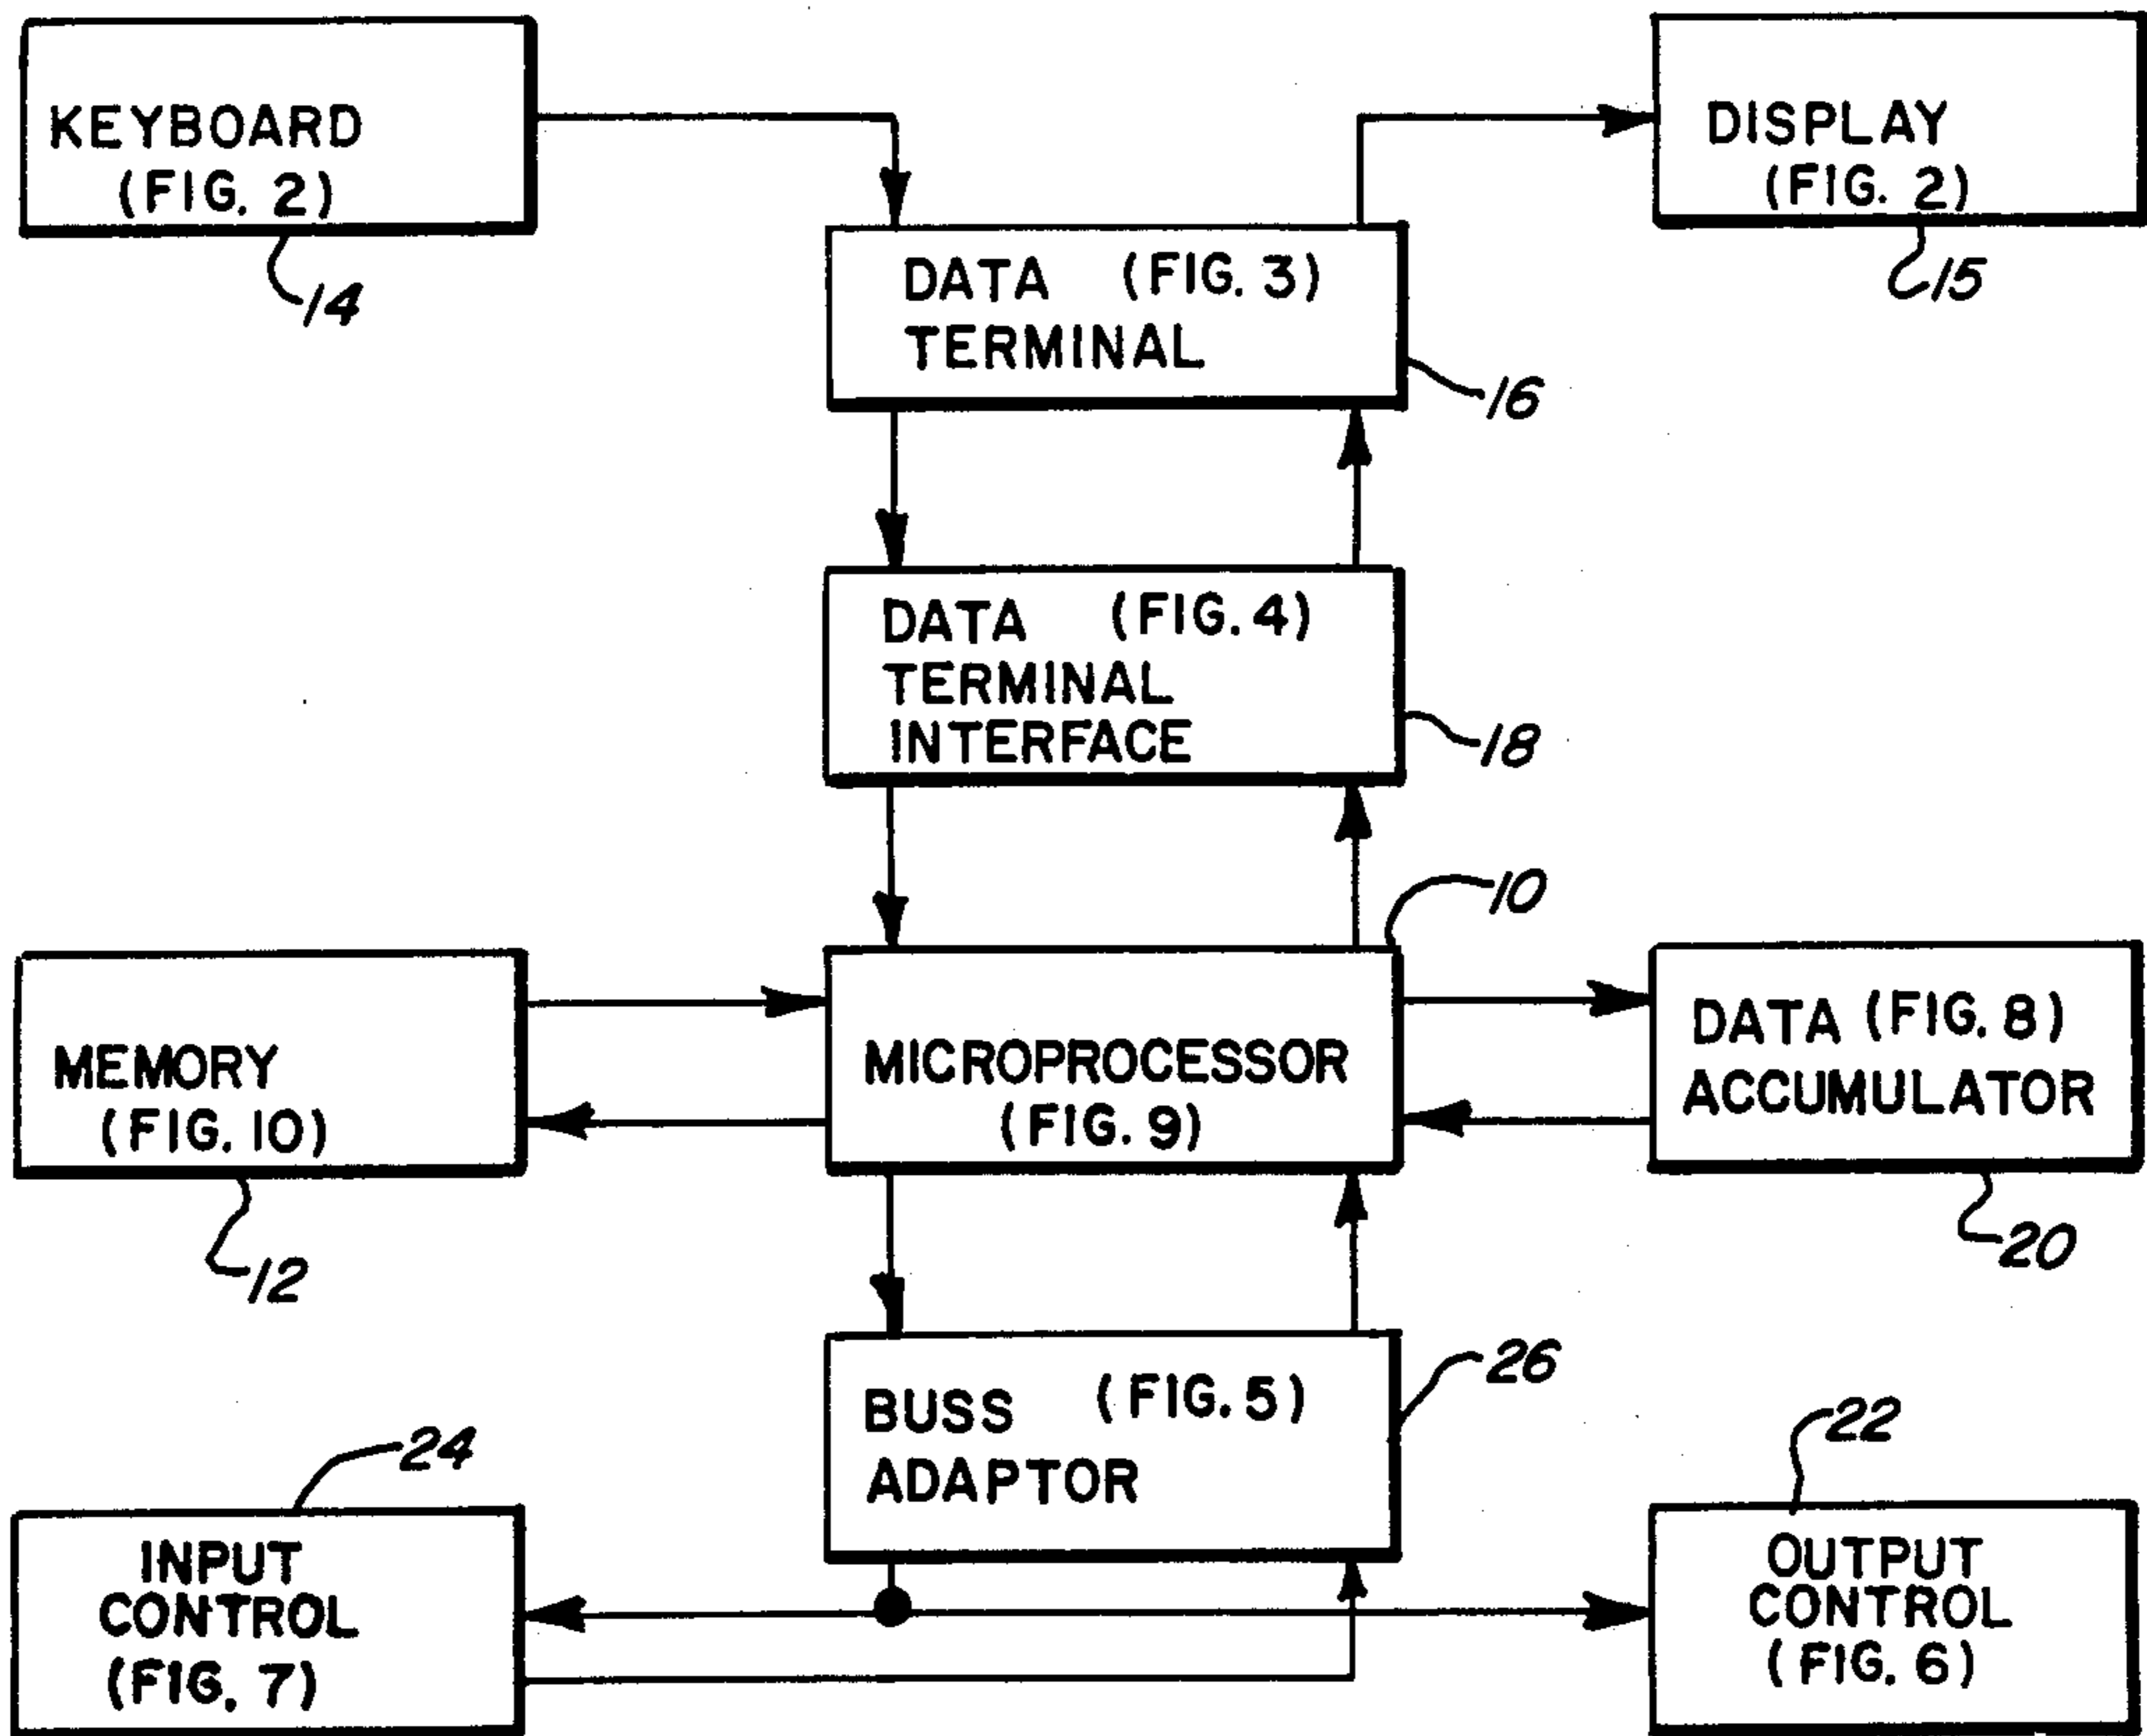 KEYBOARD
(FIG. 2)
14
DISPLAY
(FIG. 2)
15
DATA (FIG. 3)
TERMINAL
16
DATA (FIG. 4)
TERMINAL
INTERFACE
18
10
MEMORY
(FIG. 10)
12
MICROPROCESSOR
(FIG. 9)
DATA (FIG. 8)
ACCUMULATOR
20
BUSS (FIG. 5)
ADAPTOR
26
24
INPUT
CONTROL
(FIG. 7)
22
OUTPUT
CONTROL
(FIG. 6)